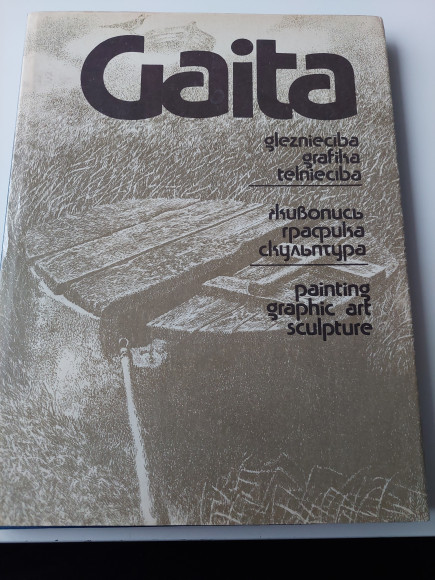 Gaita
glezniecība
grafika
tēlniecība
живопись
графика
скульптура
painting
graphic art
sculpture